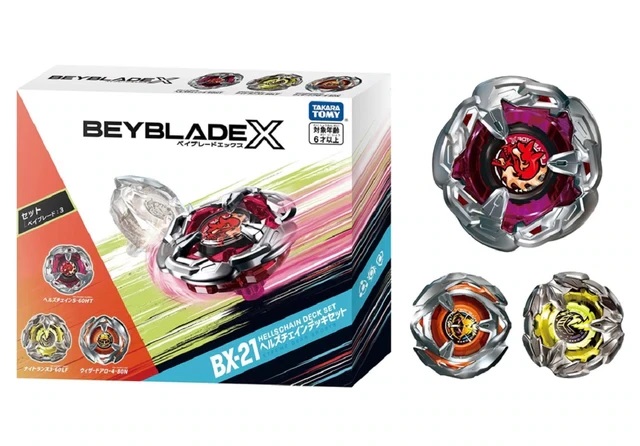 BEYBLADE X
BEYBLADE X
ベイブレードエックス
TAKARA
TOMY
対象年齢
6才以上
セット
ベイブレード:3
ヘルズチェイン5-60HT
ナイトランス3-60LF
ウィザードアロー4-80N
HELLSCHAIN DECK SET
BX-21 ヘルズチェインデッキセット